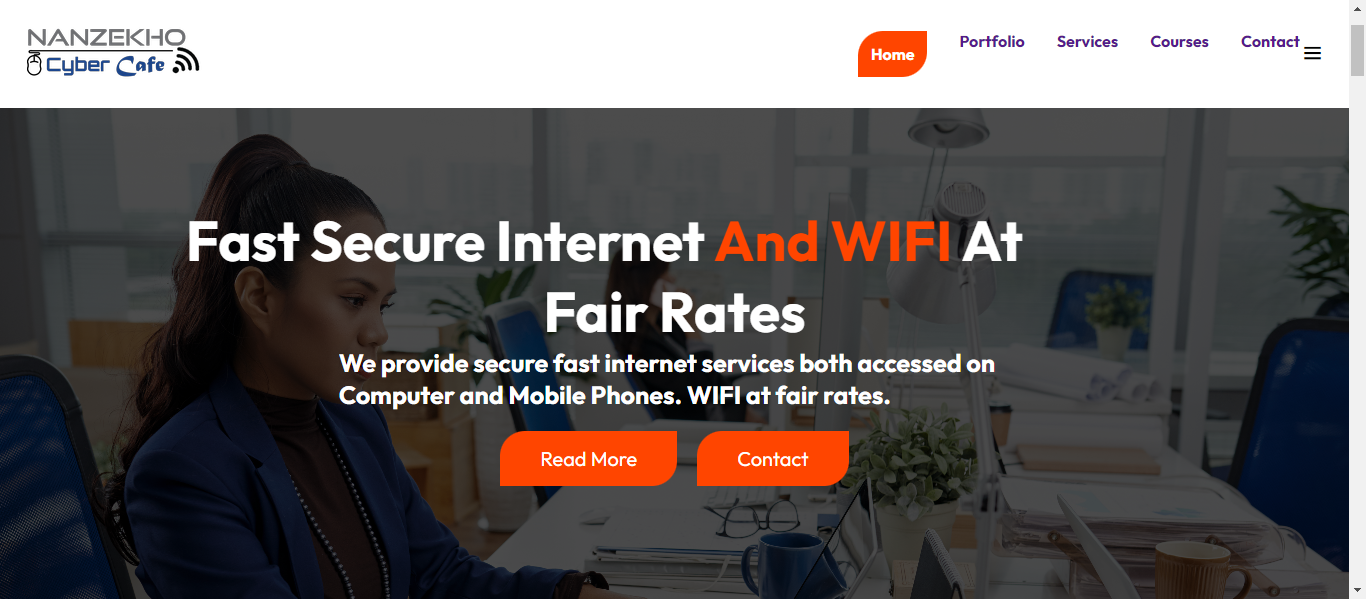 NANZEKHO
Cyber Cafe
Home Portfolio Services Courses Contact
Fast Secure Internet And WIFI At
Fair Rates
We provide secure fast internet services both accessed on
Computer and Mobile Phones. WIFI at fair rates.
Read More Contact